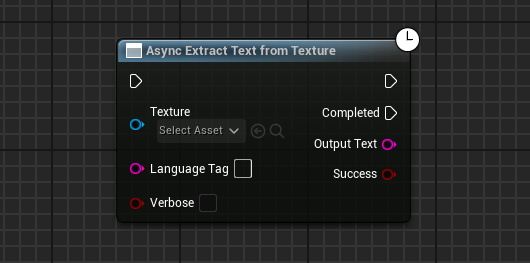 Async Extract Text from Texture
Completed
Texture
Select Asset
Output Text
Language Tag
Success
Verbose